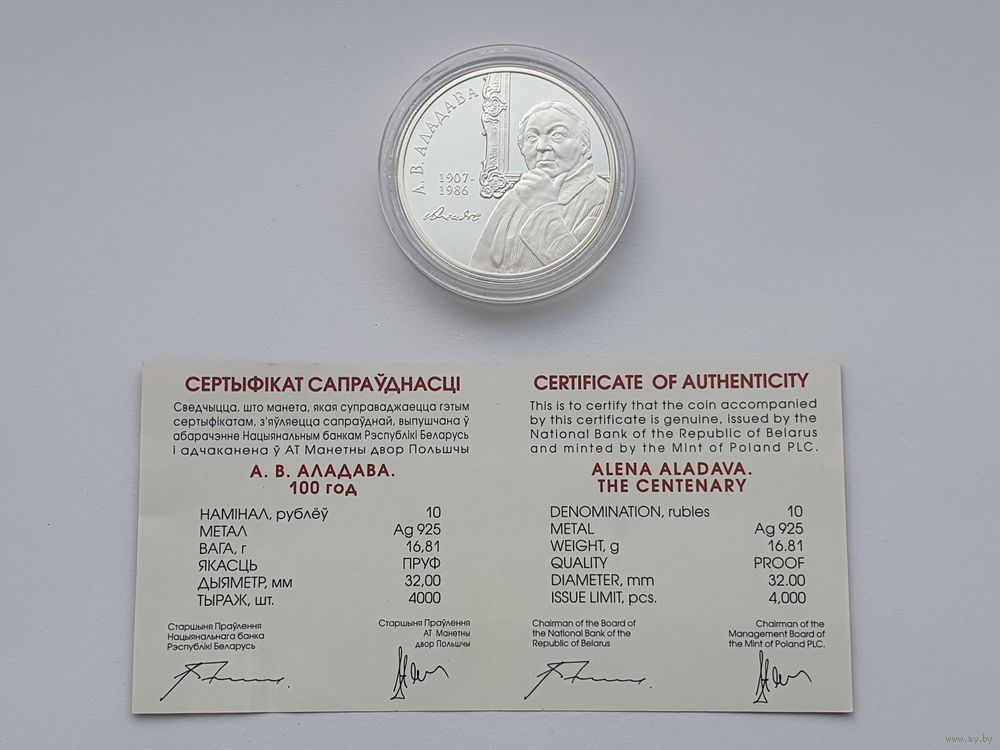 А. В. АЛАДАВА
1907-
1986
СЕРТЫФІКАТ САПРАЎДНАСЦІ
Сведчыцца, што манета, якая суправаджаецца гэтым
сертыфікатам, з'яўляецца сапраўднай, выпушчана ў
абарачэнне Нацыянальным банкам Рэспублікі Беларусь
і адчаканена ў АТ Манетны двор Польшчы
А. В. АЛАДАВА.
100 год
НАМІНАЛ, рублёў 10
МЕТАЛ Ag 925
ВАГА, г 16,81
ЯКАСЦЬ ПРУФ
ДЫЯМЕТР, мм 32,00
ТЫРАЖ, шт. 4000
Старшыня Праўлення
Нацыянальнага банка
Рэспублікі Беларусь
Старшыня Праўлення
АТ Манетны
двор Польшчы
CERTIFICATE OF AUTHENTICITY
This is to certify that the coin accompanied
by this certificate is genuine, issued by the
National Bank of the Republic of Belarus
and minted by the Mint of Poland PLC.
ALENA ALADAVA.
THE CENTENARY
DENOMINATION, rubles 10
METAL Ag 925
WEIGHT, g 16.81
QUALITY PROOF
DIAMETER, mm 32.00
ISSUE LIMIT, pcs. 4,000
Chairman of the Board of
the National Bank of the
Republic of Belarus
Chairman of the
Management Board of
the Mint of Poland PLC.
www.ay.by